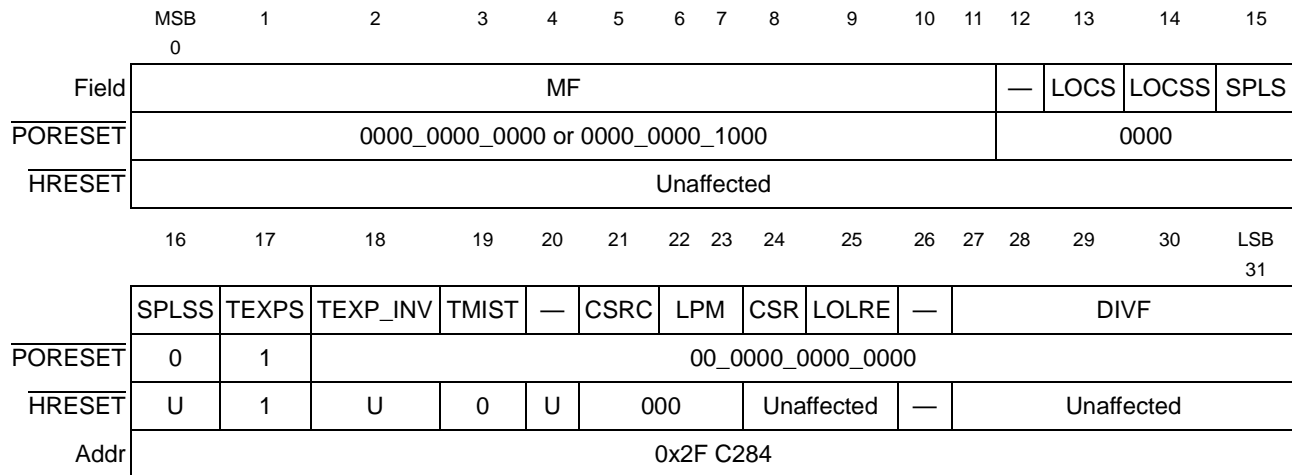 MSB 1 2 3 4 5 6 7 8 9 10 11 12 13 14 15
0
Field MF — LOCS LOCSS SPLS
PORESET 0000_0000_0000 or 0000_0000_1000 0000
HRESET Unaffected
16 17 18 19 20 21 22 23 24 25 26 27 28 29 30 LSB
31
SPLSS TEXPS TEXP_INV TMIST — CSRC LPM CSR LOLRE — DIVF
PORESET 0 1 00_0000_0000_0000
HRESET U 1 U 0 U 000 Unaffected — Unaffected
Addr 0x2F C284